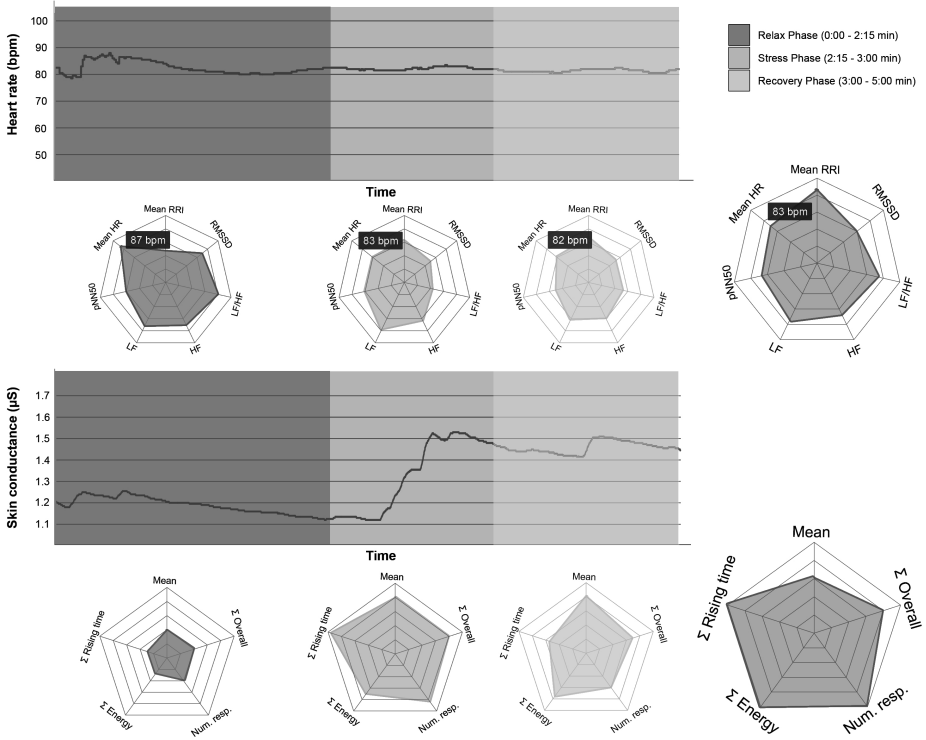 Heart rate (bpm)
100
90
80
70
60
50
Time
Relax Phase (0:00 - 2:15 min)
Stress Phase (2:15 - 3:00 min)
Recovery Phase (3:00 - 5:00 min)
Mean RRI
RMSSD
LF/HF
HF
LF
pNN50
Mean HR
87 bpm
Mean RRI
RMSSD
LF/HF
HF
LF
pNN50
Mean HR
83 bpm
Mean RRI
RMSSD
LF/HF
HF
LF
pNN50
Mean HR
82 bpm
Mean RRI
RMSSD
LF/HF
HF
LF
pNN50
Mean HR
83 bpm
Skin conductance (µS)
1.7
1.6
1.5
1.4
1.3
1.2
1.1
Time
Mean
Σ Overall
Num. resp.
Σ Energy
Σ Rising time
Mean
Σ Overall
Num. resp.
Σ Energy
Σ Rising time
Mean
Σ Overall
Num. resp.
Σ Energy
Σ Rising time
Mean
Σ Overall
Num. resp.
Σ Energy
Σ Rising time